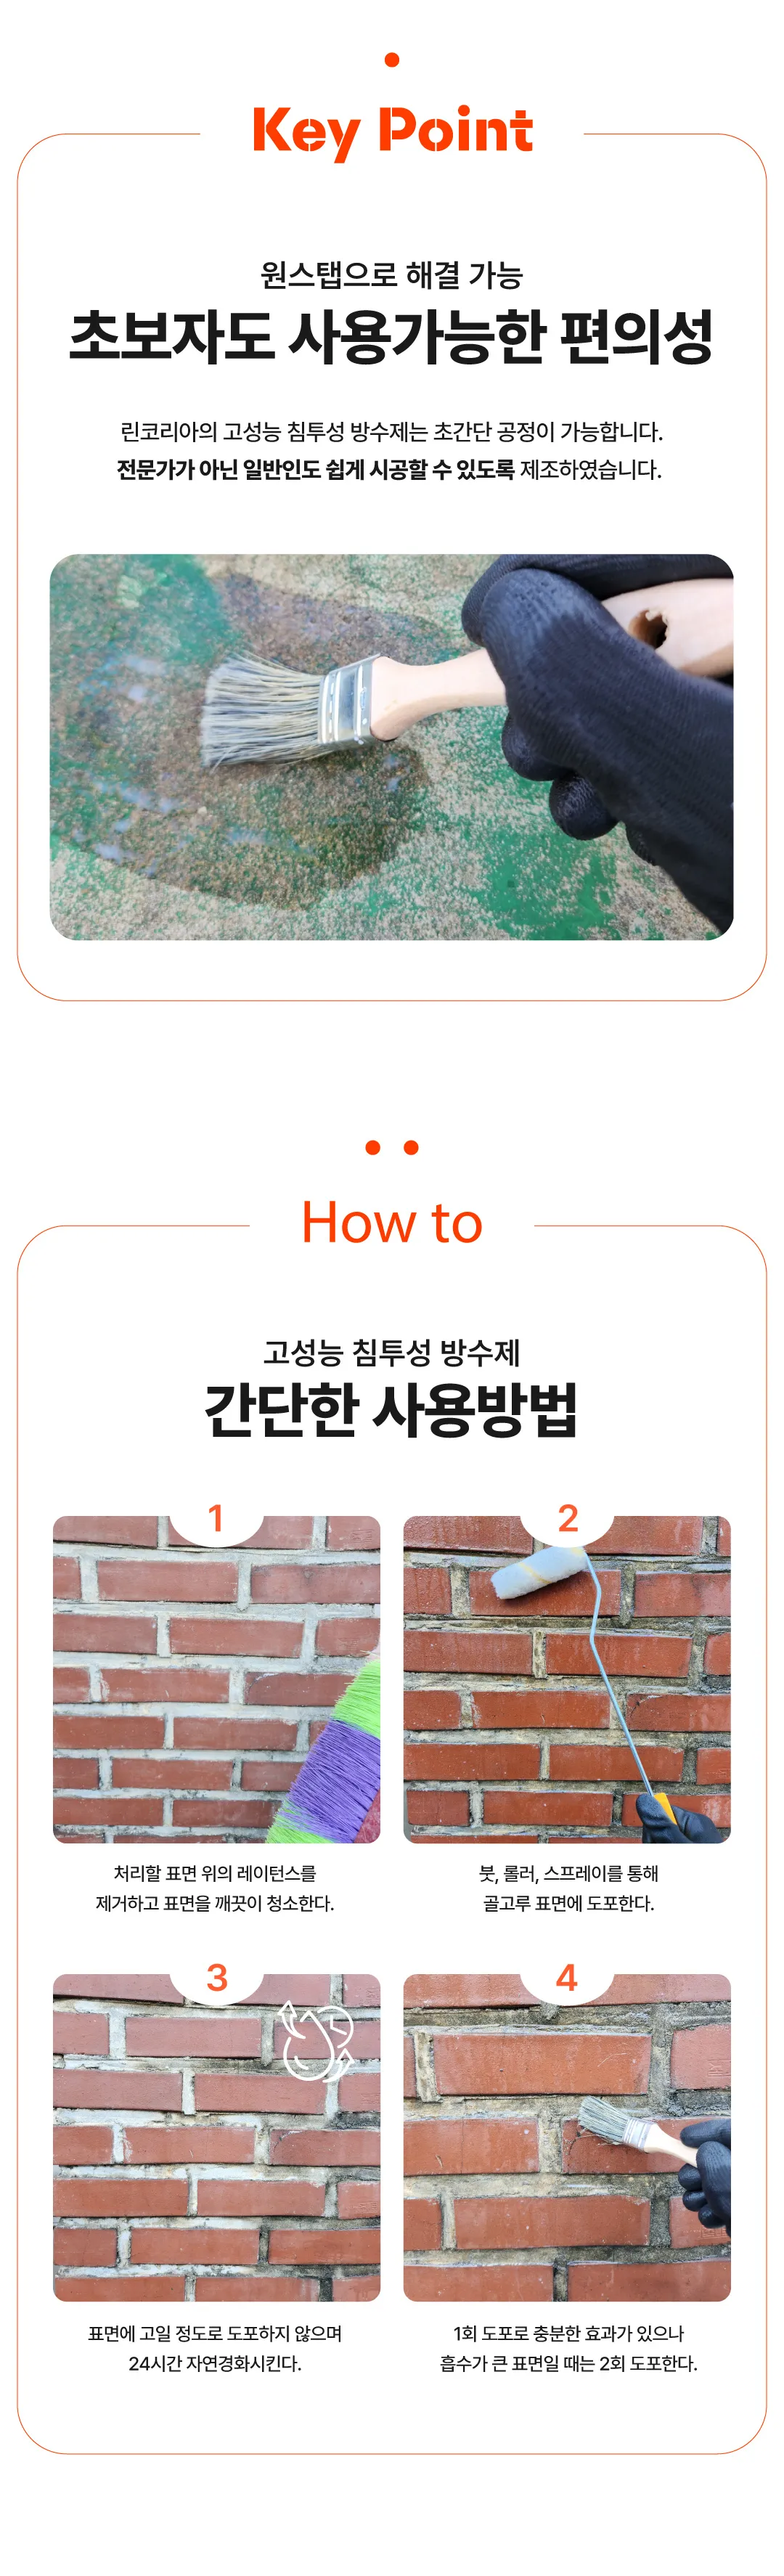 Key Point
원스탭으로 해결 가능
초보자도 사용가능한 편의성
린코리아의 고성능 침투성 방수제는 초간단 공정이 가능합니다.
전문가가 아닌 일반인도 쉽게 시공할 수 있도록 제조하였습니다.
How to
고성능 침투성 방수제
간단한 사용방법
1
처리할 표면 위의 레이턴스를
제거하고 표면을 깨끗이 청소한다.
2
붓, 롤러, 스프레이를 통해
골고루 표면에 도포한다.
3
표면에 고일 정도로 도포하지 않으며
24시간 자연경화시킨다.
4
1회 도포로 충분한 효과가 있으나
흡수가 큰 표면일 때는 2회 도포한다.